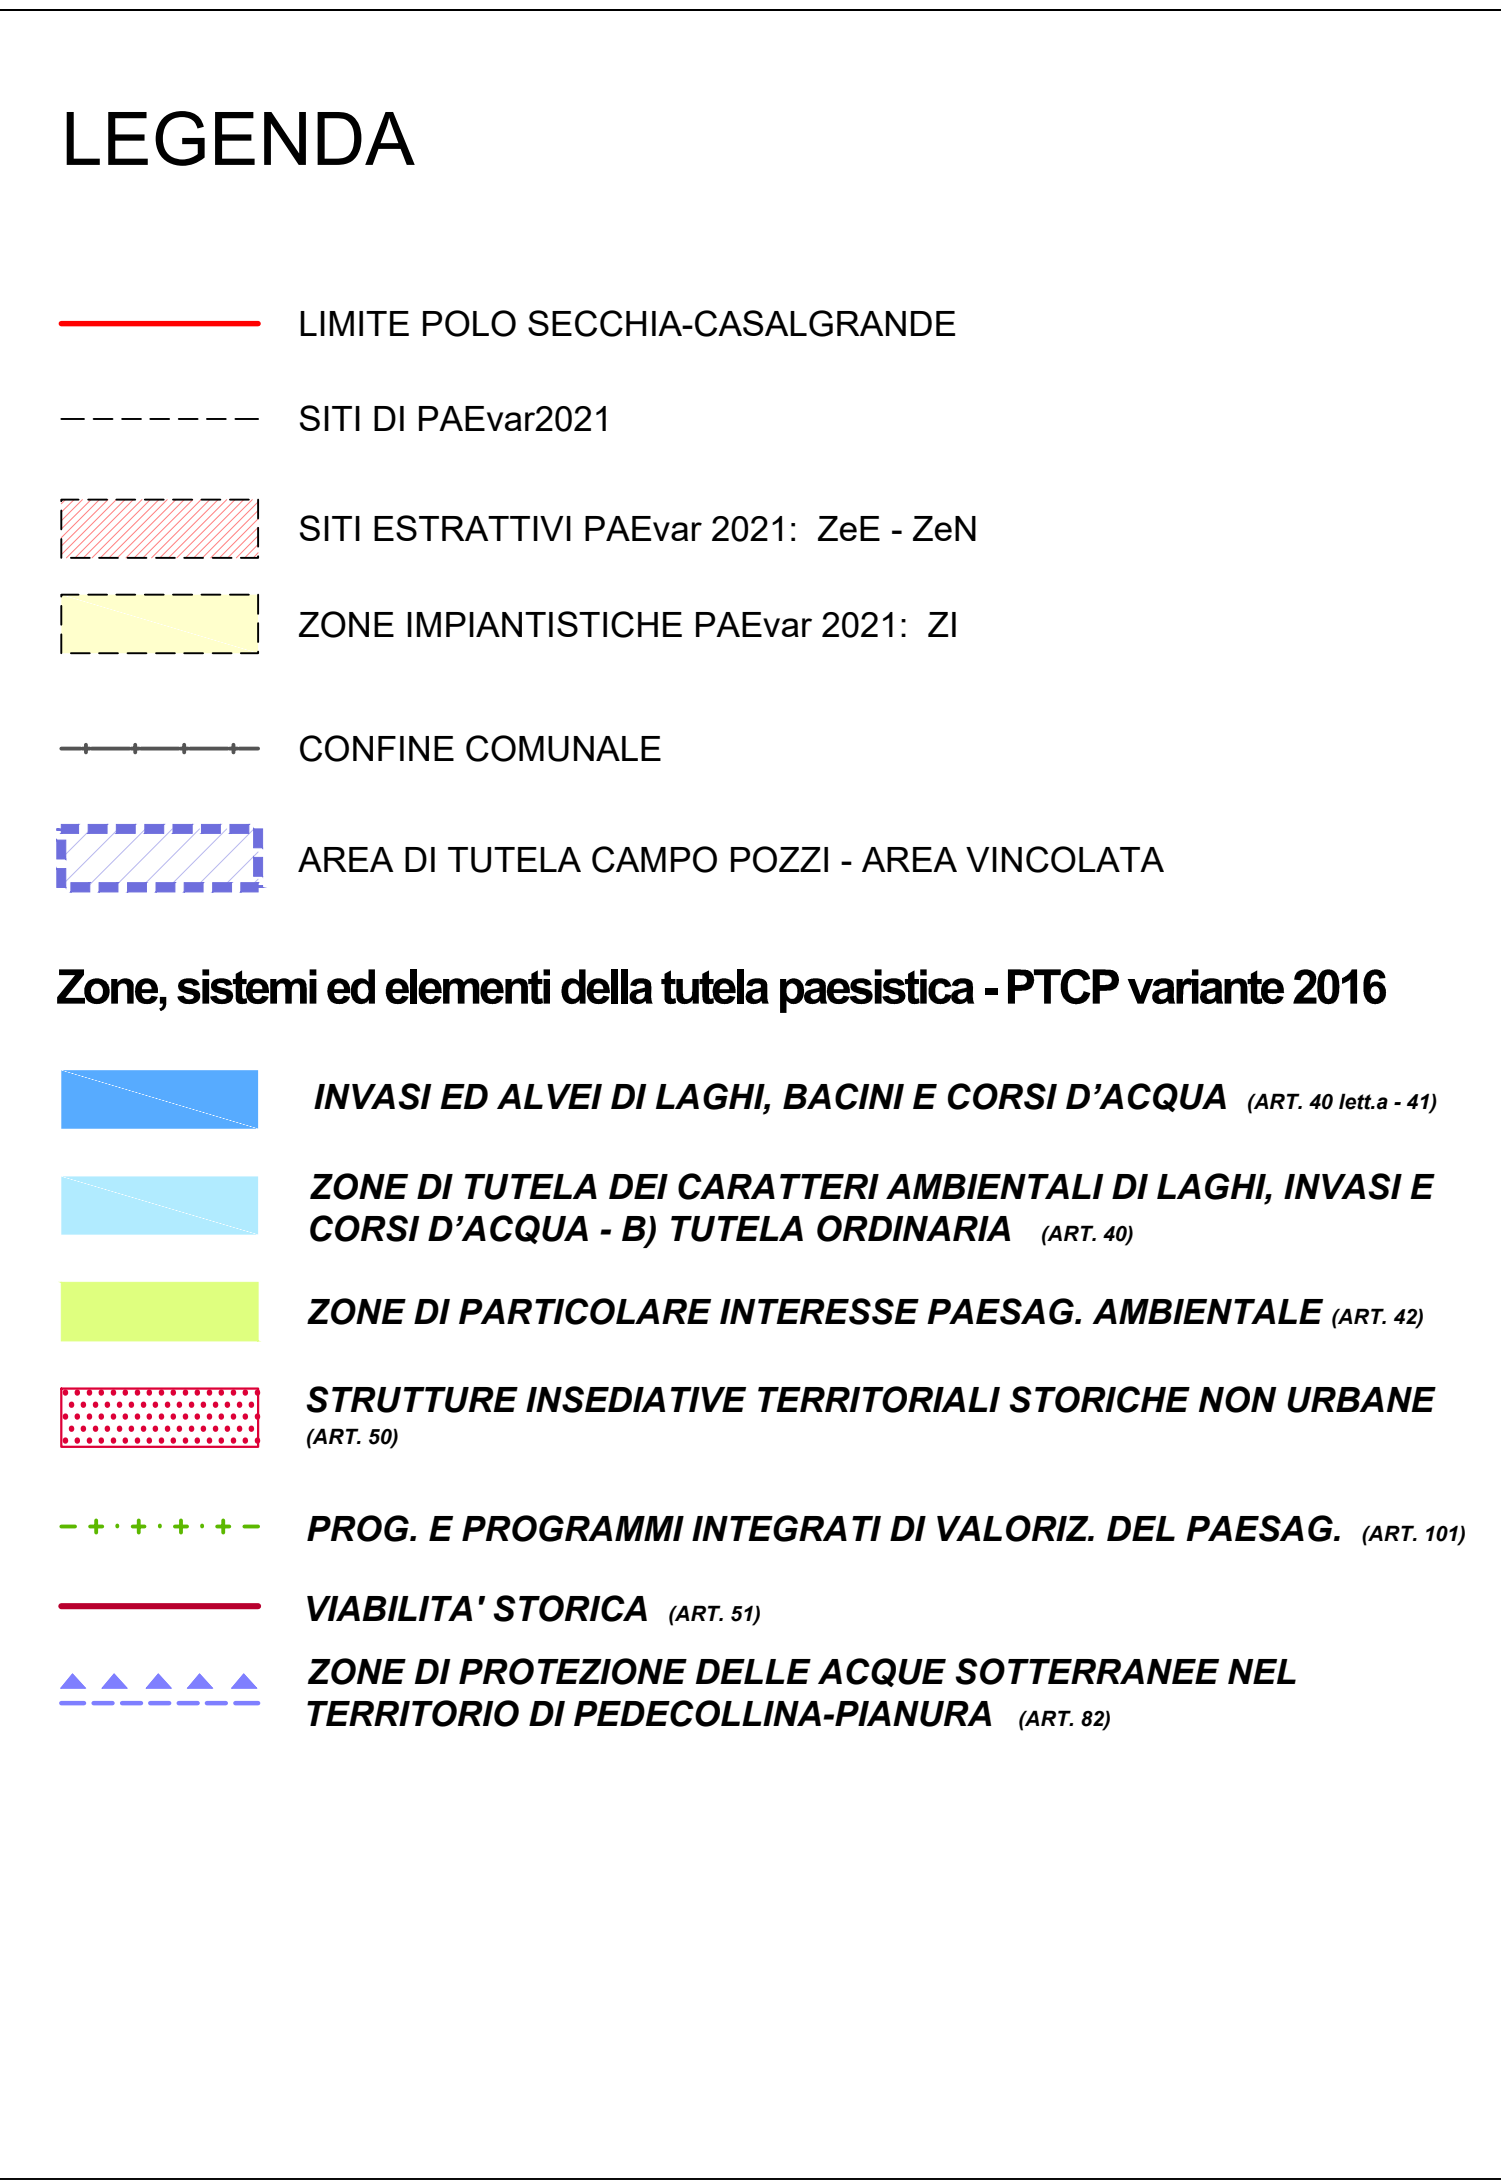 LEGENDA
LIMITE POLO SECCHIA-CASALGRANDE
SITI DI PAEvar2021
SITI ESTRATTIVI PAEvar 2021:  ZeE - ZeN
ZONE IMPIANTISTICHE PAEvar 2021:  ZI
CONFINE COMUNALE
AREA DI TUTELA CAMPO POZZI - AREA VINCOLATA
Zone, sistemi ed elementi della tutela paesistica - PTCP variante 2016
INVASI ED ALVEI DI LAGHI, BACINI E CORSI D’ACQUA (ART. 40 lett.a - 41)
ZONE DI TUTELA DEI CARATTERI AMBIENTALI DI LAGHI, INVASI E
CORSI D’ACQUA - B) TUTELA ORDINARIA (ART. 40)
ZONE DI PARTICOLARE INTERESSE PAESAG. AMBIENTALE (ART. 42)
STRUTTURE INSEDIATIVE TERRITORIALI STORICHE NON URBANE
(ART. 50)
PROG. E PROGRAMMI INTEGRATI DI VALORIZ. DEL PAESAG. (ART. 101)
VIABILITA' STORICA (ART. 51)
ZONE DI PROTEZIONE DELLE ACQUE SOTTERRANEE NEL
TERRITORIO DI PEDECOLLINA-PIANURA (ART. 82)